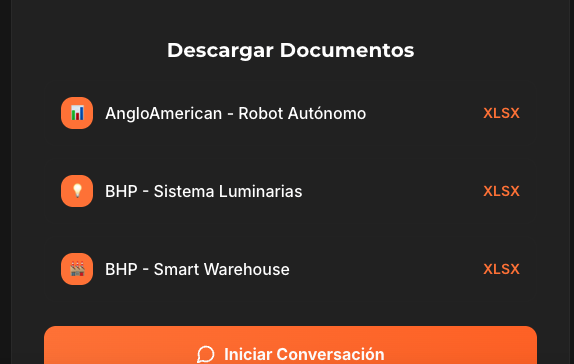 Descargar Documentos
AngloAmerican - Robot Autónomo XLSX
BHP - Sistema Luminarias XLSX
BHP - Smart Warehouse XLSX
Iniciar Conversación